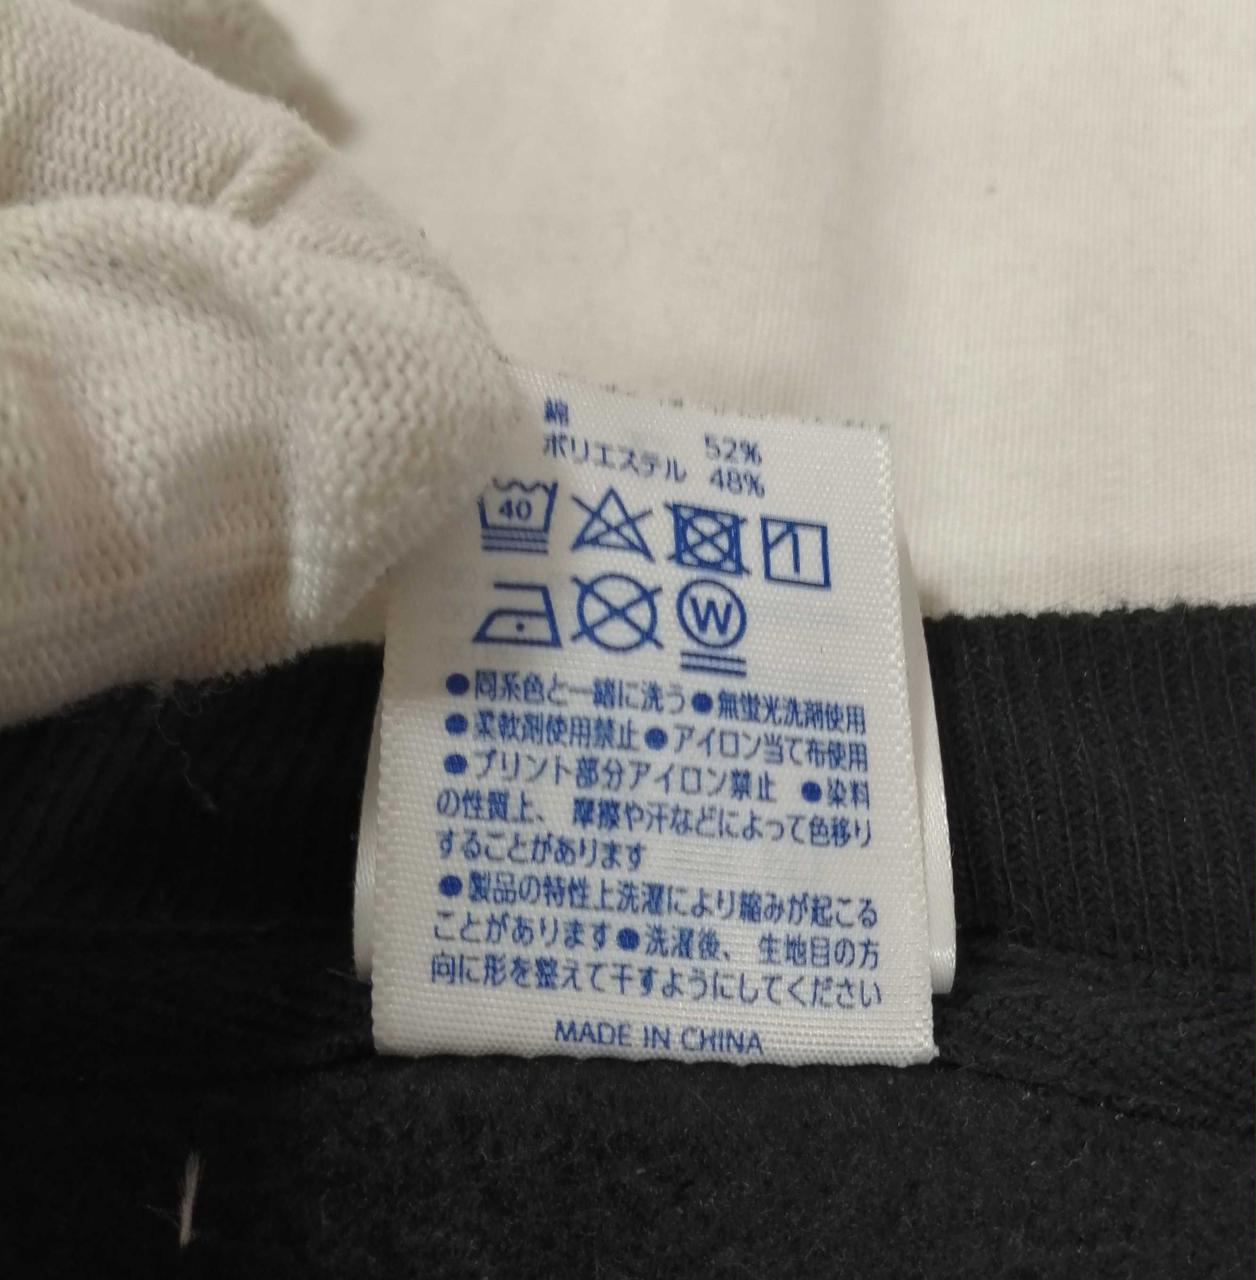 綿 52%
ポリエステル 48%
40
W
●同系色と一緒に洗う●無蛍光洗剤使用
●柔軟剤使用禁止●アイロン当て布使用
●プリント部分アイロン禁止 ●染料
の性質上、摩擦や汗などによって色移り
することがあります
●製品の特性上洗濯により縮みが起こる
ことがあります●洗濯後、生地目の方
向に形を整えて干すようにしてください
MADE IN CHINA